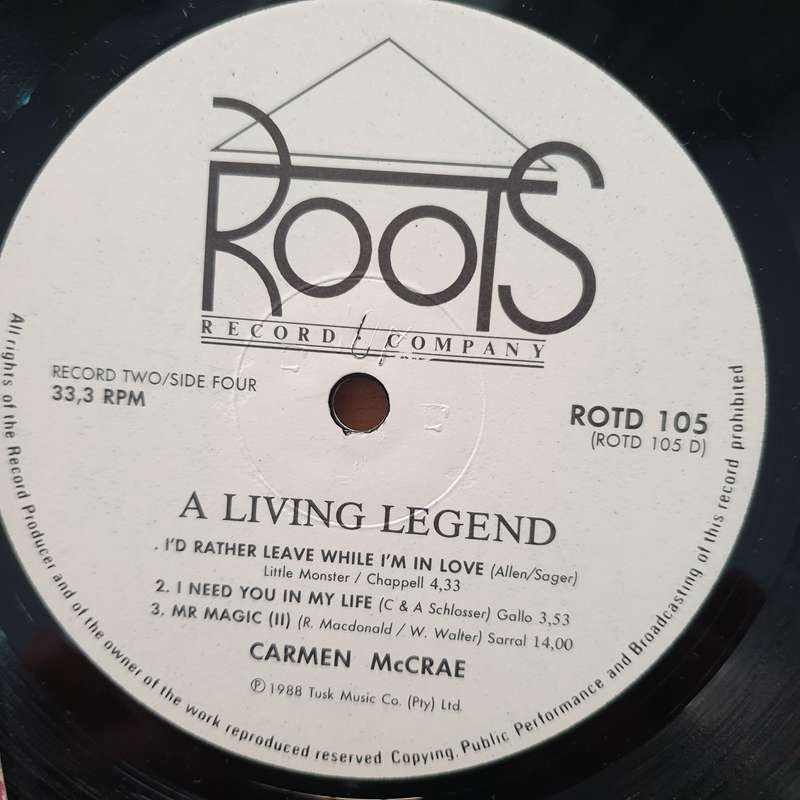 ROOTS
RECORD · COMPANY
RECORD TWO/SIDE FOUR
33,3 RPM
ROTD 105
(ROTD 105 D)
A LIVING LEGEND
. I'D RATHER LEAVE WHILE I'M IN LOVE (Allen/Sager)
Little Monster / Chappell 4,33
2. I NEED YOU IN MY LIFE (C & A Schlosser) Gallo 3,53
3. MR MAGIC (II) (R. Macdonald / W. Walter) Sarral 14,00
CARMEN McCRAE
℗ 1988 Tusk Music Co. (Pty) Ltd.
All rights of the Record Producer and of the owner of the work reproduced reserved Copying, Public Performance and Broadcasting of this record prohibited